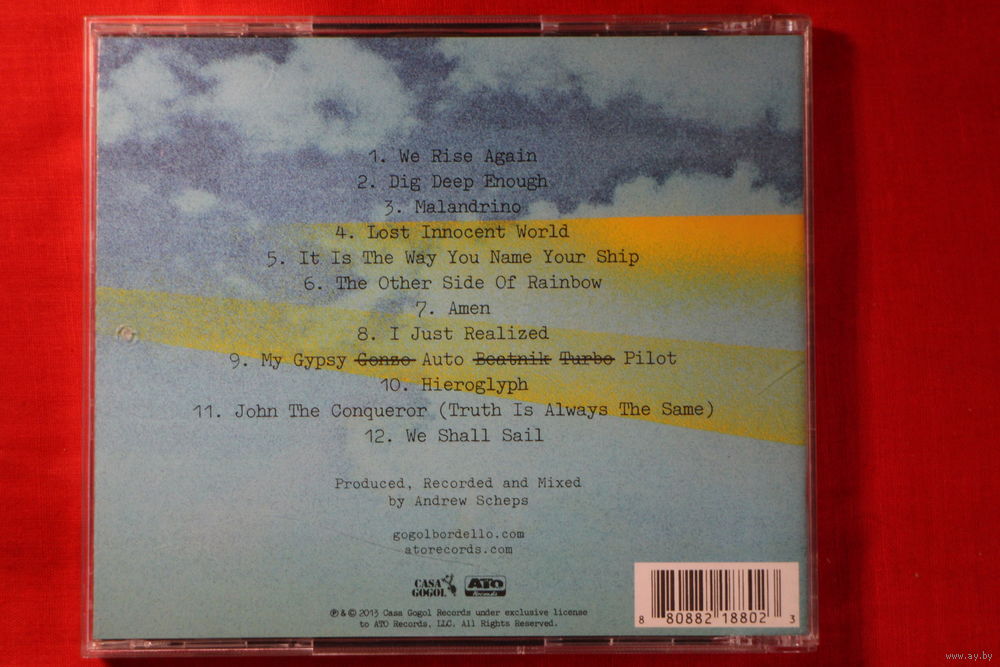 1. We Rise Again
2. Dig Deep Enough
3. Malandrino
4. Lost Innocent World
5. It Is The Way You Name Your Ship
6. The Other Side Of Rainbow
7. Amen
8. I Just Realized
9. My Gypsy Gonzo Auto Beatnik Turbo Pilot
10. Hieroglyph
11. John The Conqueror (Truth Is Always The Same)
12. We Shall Sail
Produced, Recorded and Mixed
by Andrew Scheps
gogolbordello.com
atorecords.com
CASA GOGOL
ATO Records
℗ & © 2013 Casa Gogol Records under exclusive license
to ATO Records, LLC. All Rights Reserved.
8 80882 18802 3
www.ay.by